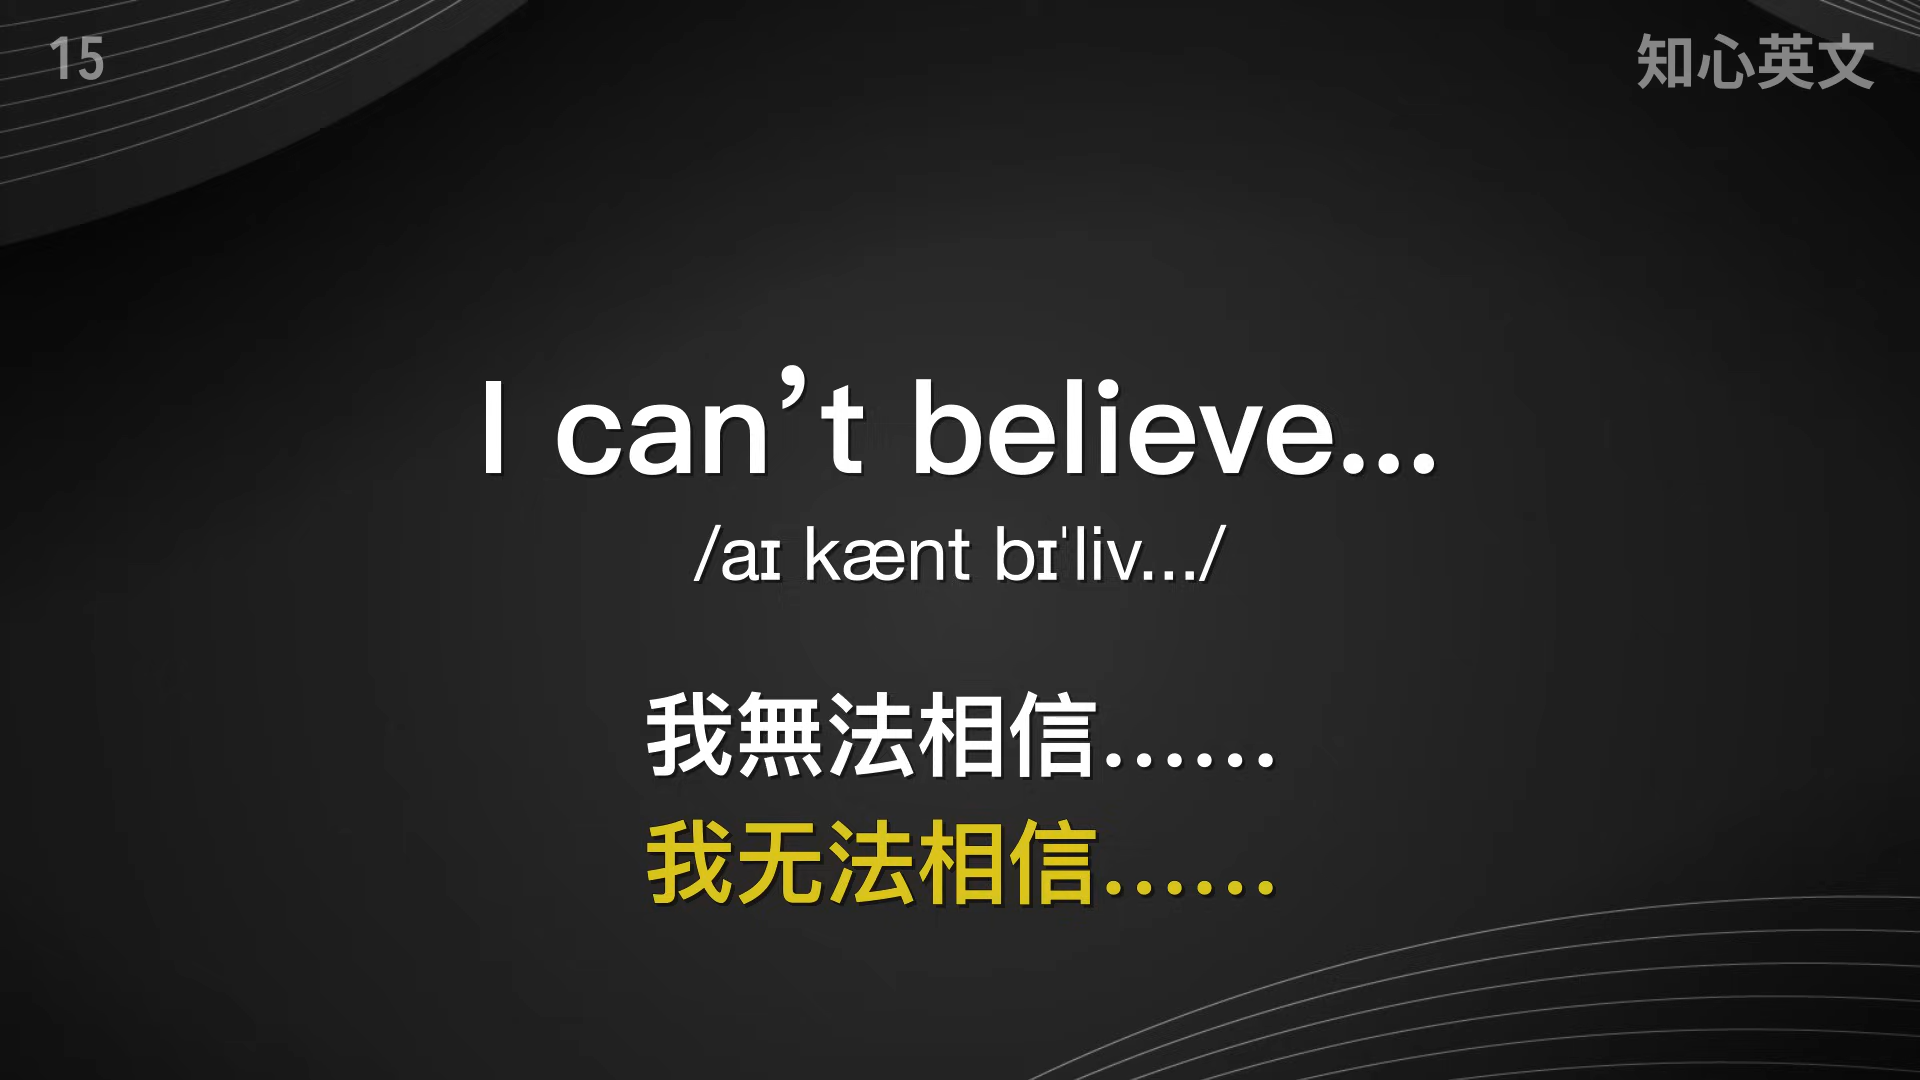 15
知心英文
I can’t believe...
/aɪ kænt bɪˈliv.../
我無法相信......
我无法相信......